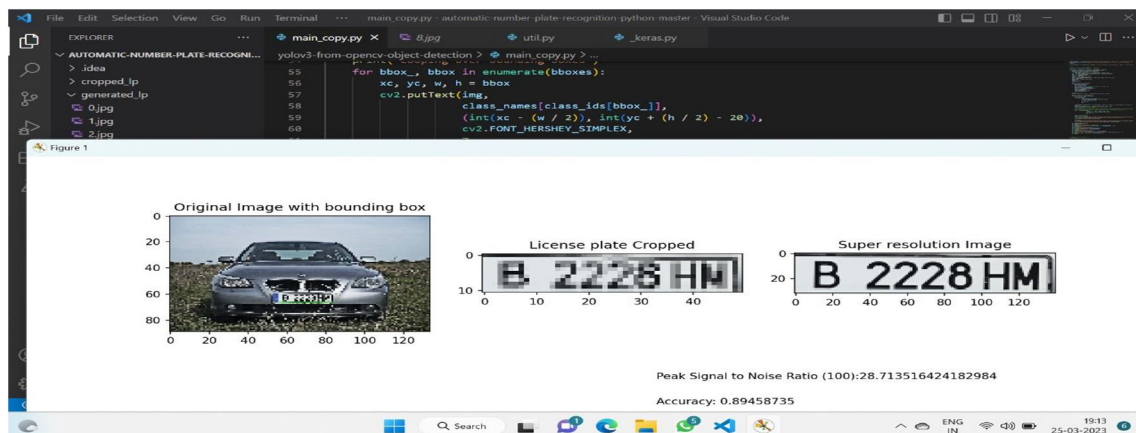 File Edit Selection View Go Run Terminal ··· main_copy.py - automatic-number-plate-recognition-python-master - Visual Studio Code
EXPLORER ···
main_copy.py × 8.jpg util.py _keras.py
AUTOMATIC-NUMBER-PLATE-RECOGNI...
yolov3-from-opencv-object-detection > main_copy.py > ...
> .idea
> cropped_lp
generated_lp
0.jpg
1.jpg
2.jpg
55 for bbox_, bbox in enumerate(bboxes):
56 xc, yc, w, h = bbox
57 cv2.putText(img,
58 class_names[class_ids[bbox_]],
59 (int(xc - (w / 2)), int(yc + (h / 2) - 20)),
60 cv2.FONT_HERSHEY_SIMPLEX,
Figure 1
Original Image with bounding box
0
20
40
60
80
0 20 40 60 80 100 120
License plate Cropped
0
10
B 2228 HM
0 10 20 30 40
Super resolution Image
0
20
B 2228 HM
0 20 40 60 80 100 120
Peak Signal to Noise Ratio (100):28.713516424182984
Accuracy: 0.89458735
Search
ENG
IN
19:13
25-03-2023
6